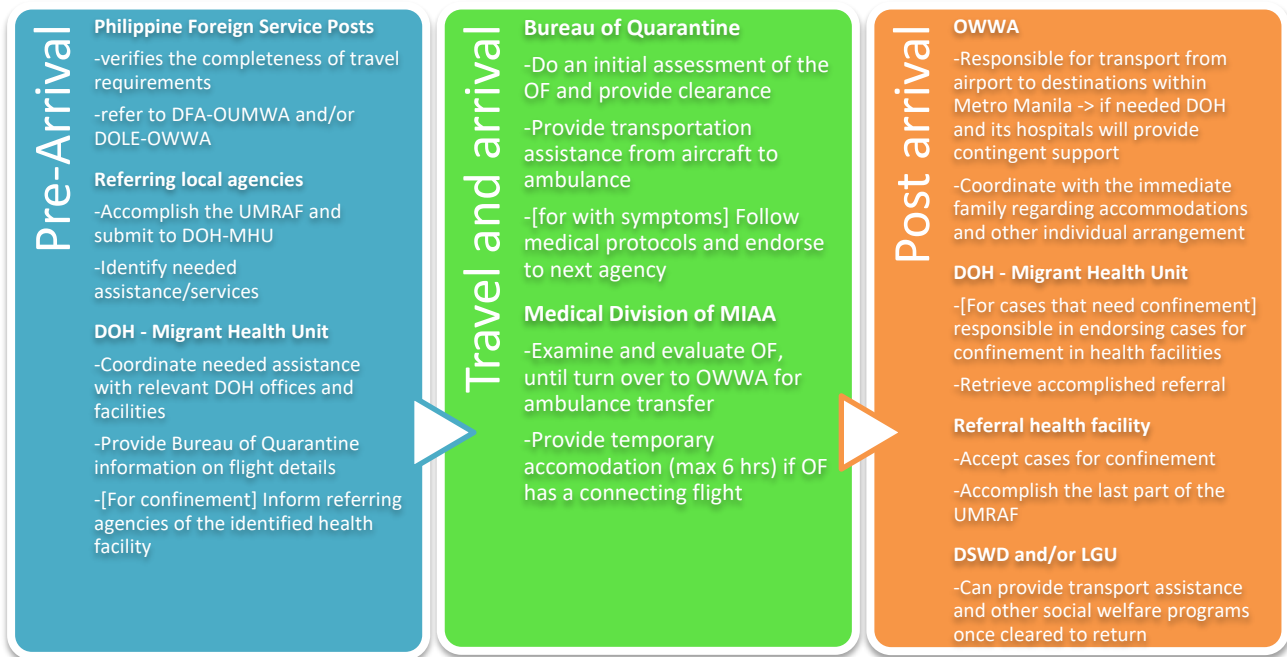 Pre-Arrival
Philippine Foreign Service Posts
-verifies the completeness of travel
requirements
-refer to DFA-OUMWA and/or
DOLE-OWWA
Referring local agencies
-Accomplish the UMRAF and
submit to DOH-MHU
-Identify needed
assistance/services
DOH - Migrant Health Unit
-Coordinate needed assistance
with relevant DOH offices and
facilities
-Provide Bureau of Quarantine
information on flight details
-[For confinement] Inform referring
agencies of the identified health
facility
Travel and arrival
Bureau of Quarantine
-Do an initial assessment of the
OF and provide clearance
-Provide transportation
assistance from aircraft to
ambulance
-[for with symptoms] Follow
medical protocols and endorse
to next agency
Medical Division of MIAA
-Examine and evaluate OF,
until turn over to OWWA for
ambulance transfer
-Provide temporary
accomodation (max 6 hrs) if OF
has a connecting flight
Post arrival
OWWA
-Responsible for transport from
airport to destinations within
Metro Manila -> if needed DOH
and its hospitals will provide
contingent support
-Coordinate with the immediate
family regarding accommodations
and other individual arrangement
DOH - Migrant Health Unit
-[For cases that need confinement]
responsible in endorsing cases for
confinement in health facilities
-Retrieve accomplished referral
Referral health facility
-Accept cases for confinement
-Accomplish the last part of the
UMRAF
DSWD and/or LGU
-Can provide transport assistance
and other social welfare programs
once cleared to return